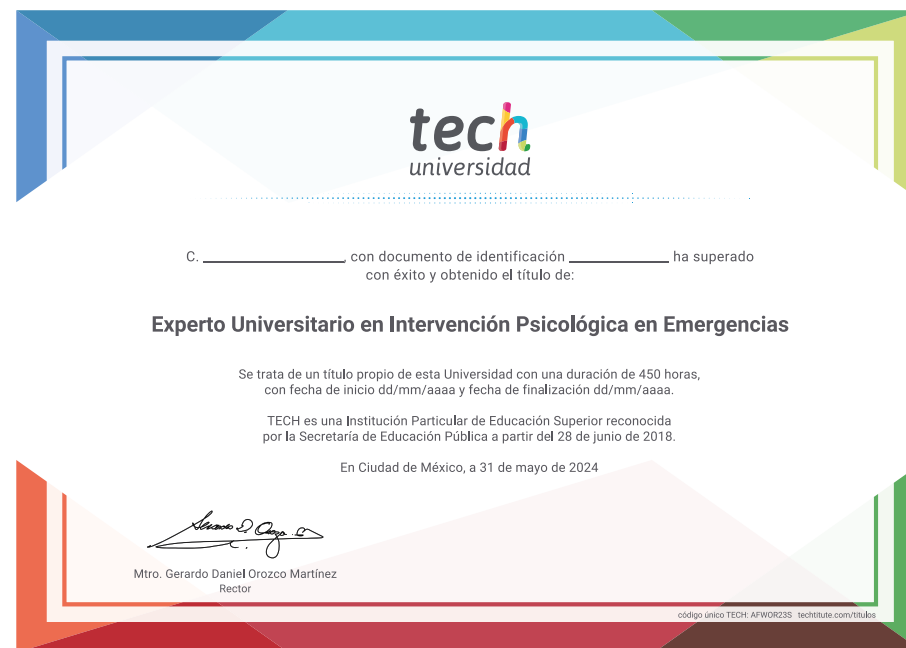 tech
universidad
C. ____________________, con documento de identificación ______________ ha superado
con éxito y obtenido el título de:
Experto Universitario en Intervención Psicológica en Emergencias
Se trata de un título propio de esta Universidad con una duración de 450 horas,
con fecha de inicio dd/mm/aaaa y fecha de finalización dd/mm/aaaa.
TECH es una Institución Particular de Educación Superior reconocida
por la Secretaría de Educación Pública a partir del 28 de junio de 2018.
En Ciudad de México, a 31 de mayo de 2024
Mtro. Gerardo Daniel Orozco Martínez
Rector
código único TECH: AFWOR23S techtitute.com/titulos